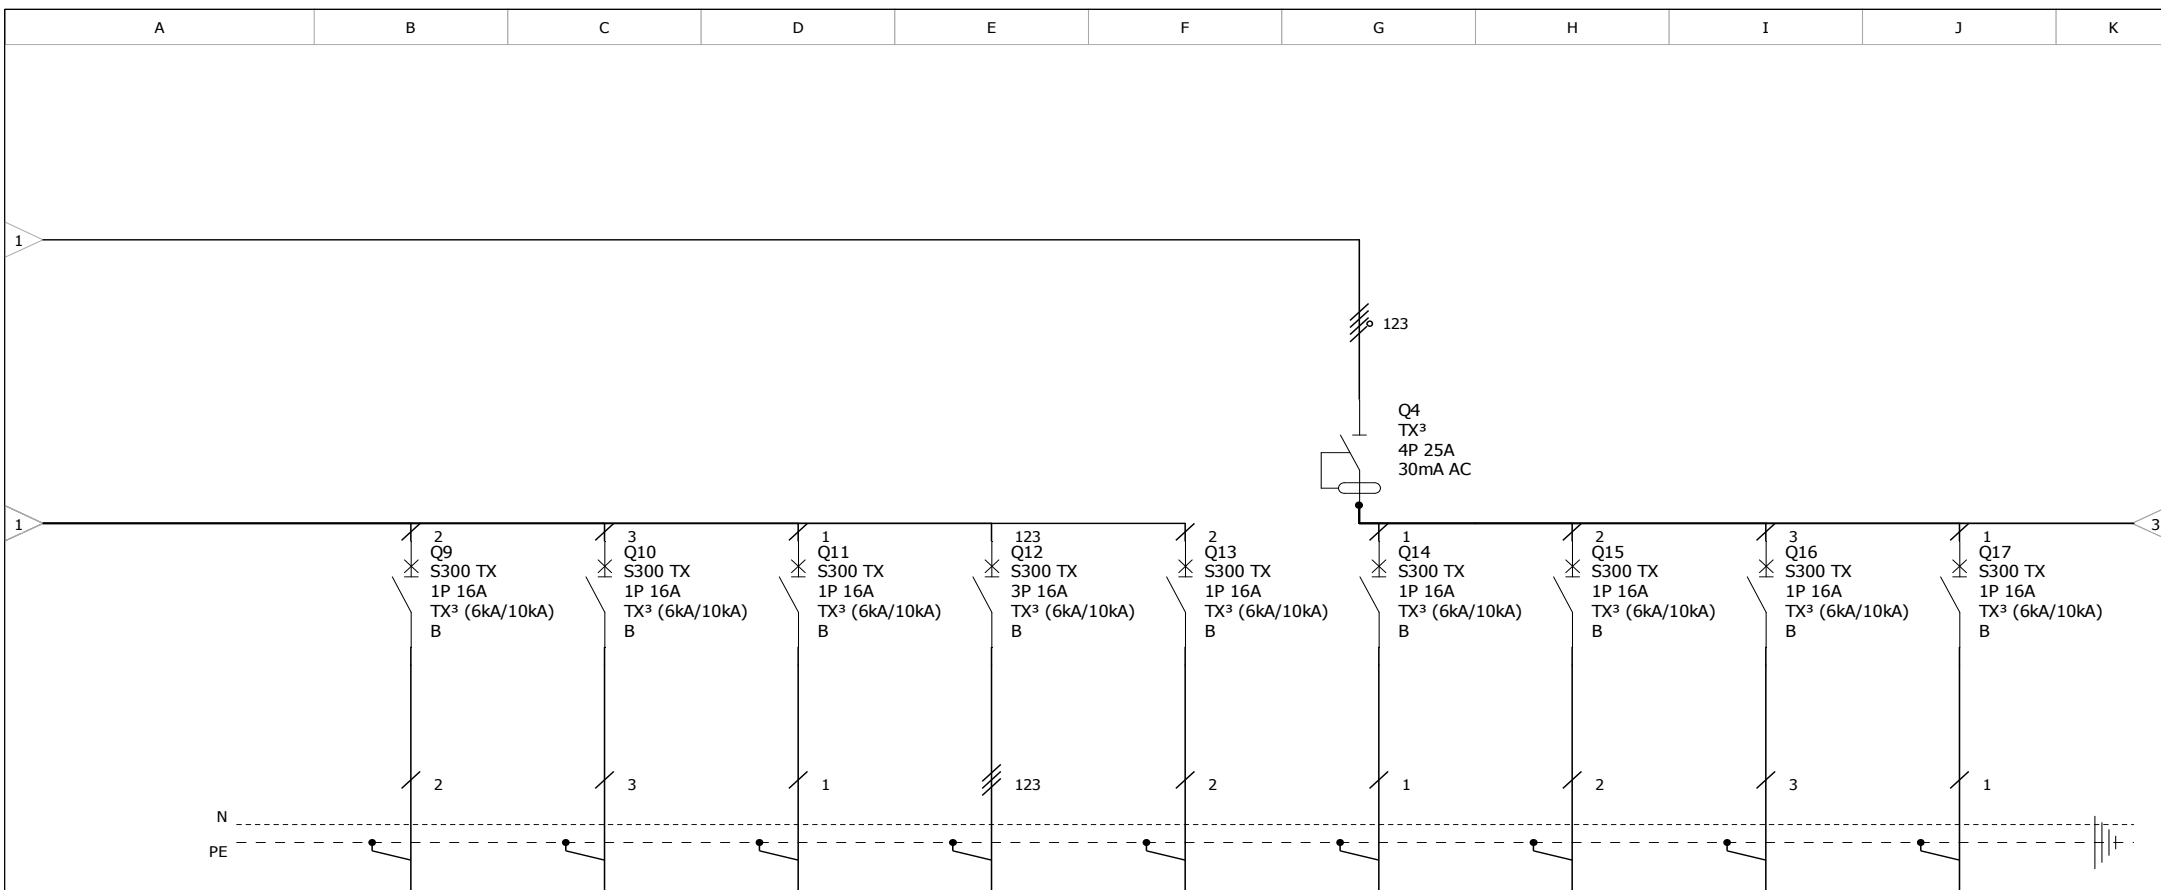 A B C D E F G H I J K
1
123
Q4
TX³
4P 25A
30mA AC
1
3
2
Q9
S300 TX
1P 16A
TX³ (6kA/10kA)
B
3
Q10
S300 TX
1P 16A
TX³ (6kA/10kA)
B
1
Q11
S300 TX
1P 16A
TX³ (6kA/10kA)
B
123
Q12
S300 TX
3P 16A
TX³ (6kA/10kA)
B
2
Q13
S300 TX
1P 16A
TX³ (6kA/10kA)
B
1
Q14
S300 TX
1P 16A
TX³ (6kA/10kA)
B
2
Q15
S300 TX
1P 16A
TX³ (6kA/10kA)
B
3
Q16
S300 TX
1P 16A
TX³ (6kA/10kA)
B
1
Q17
S300 TX
1P 16A
TX³ (6kA/10kA)
B
2 3 1 123 2 1 2 3 1
N
PE